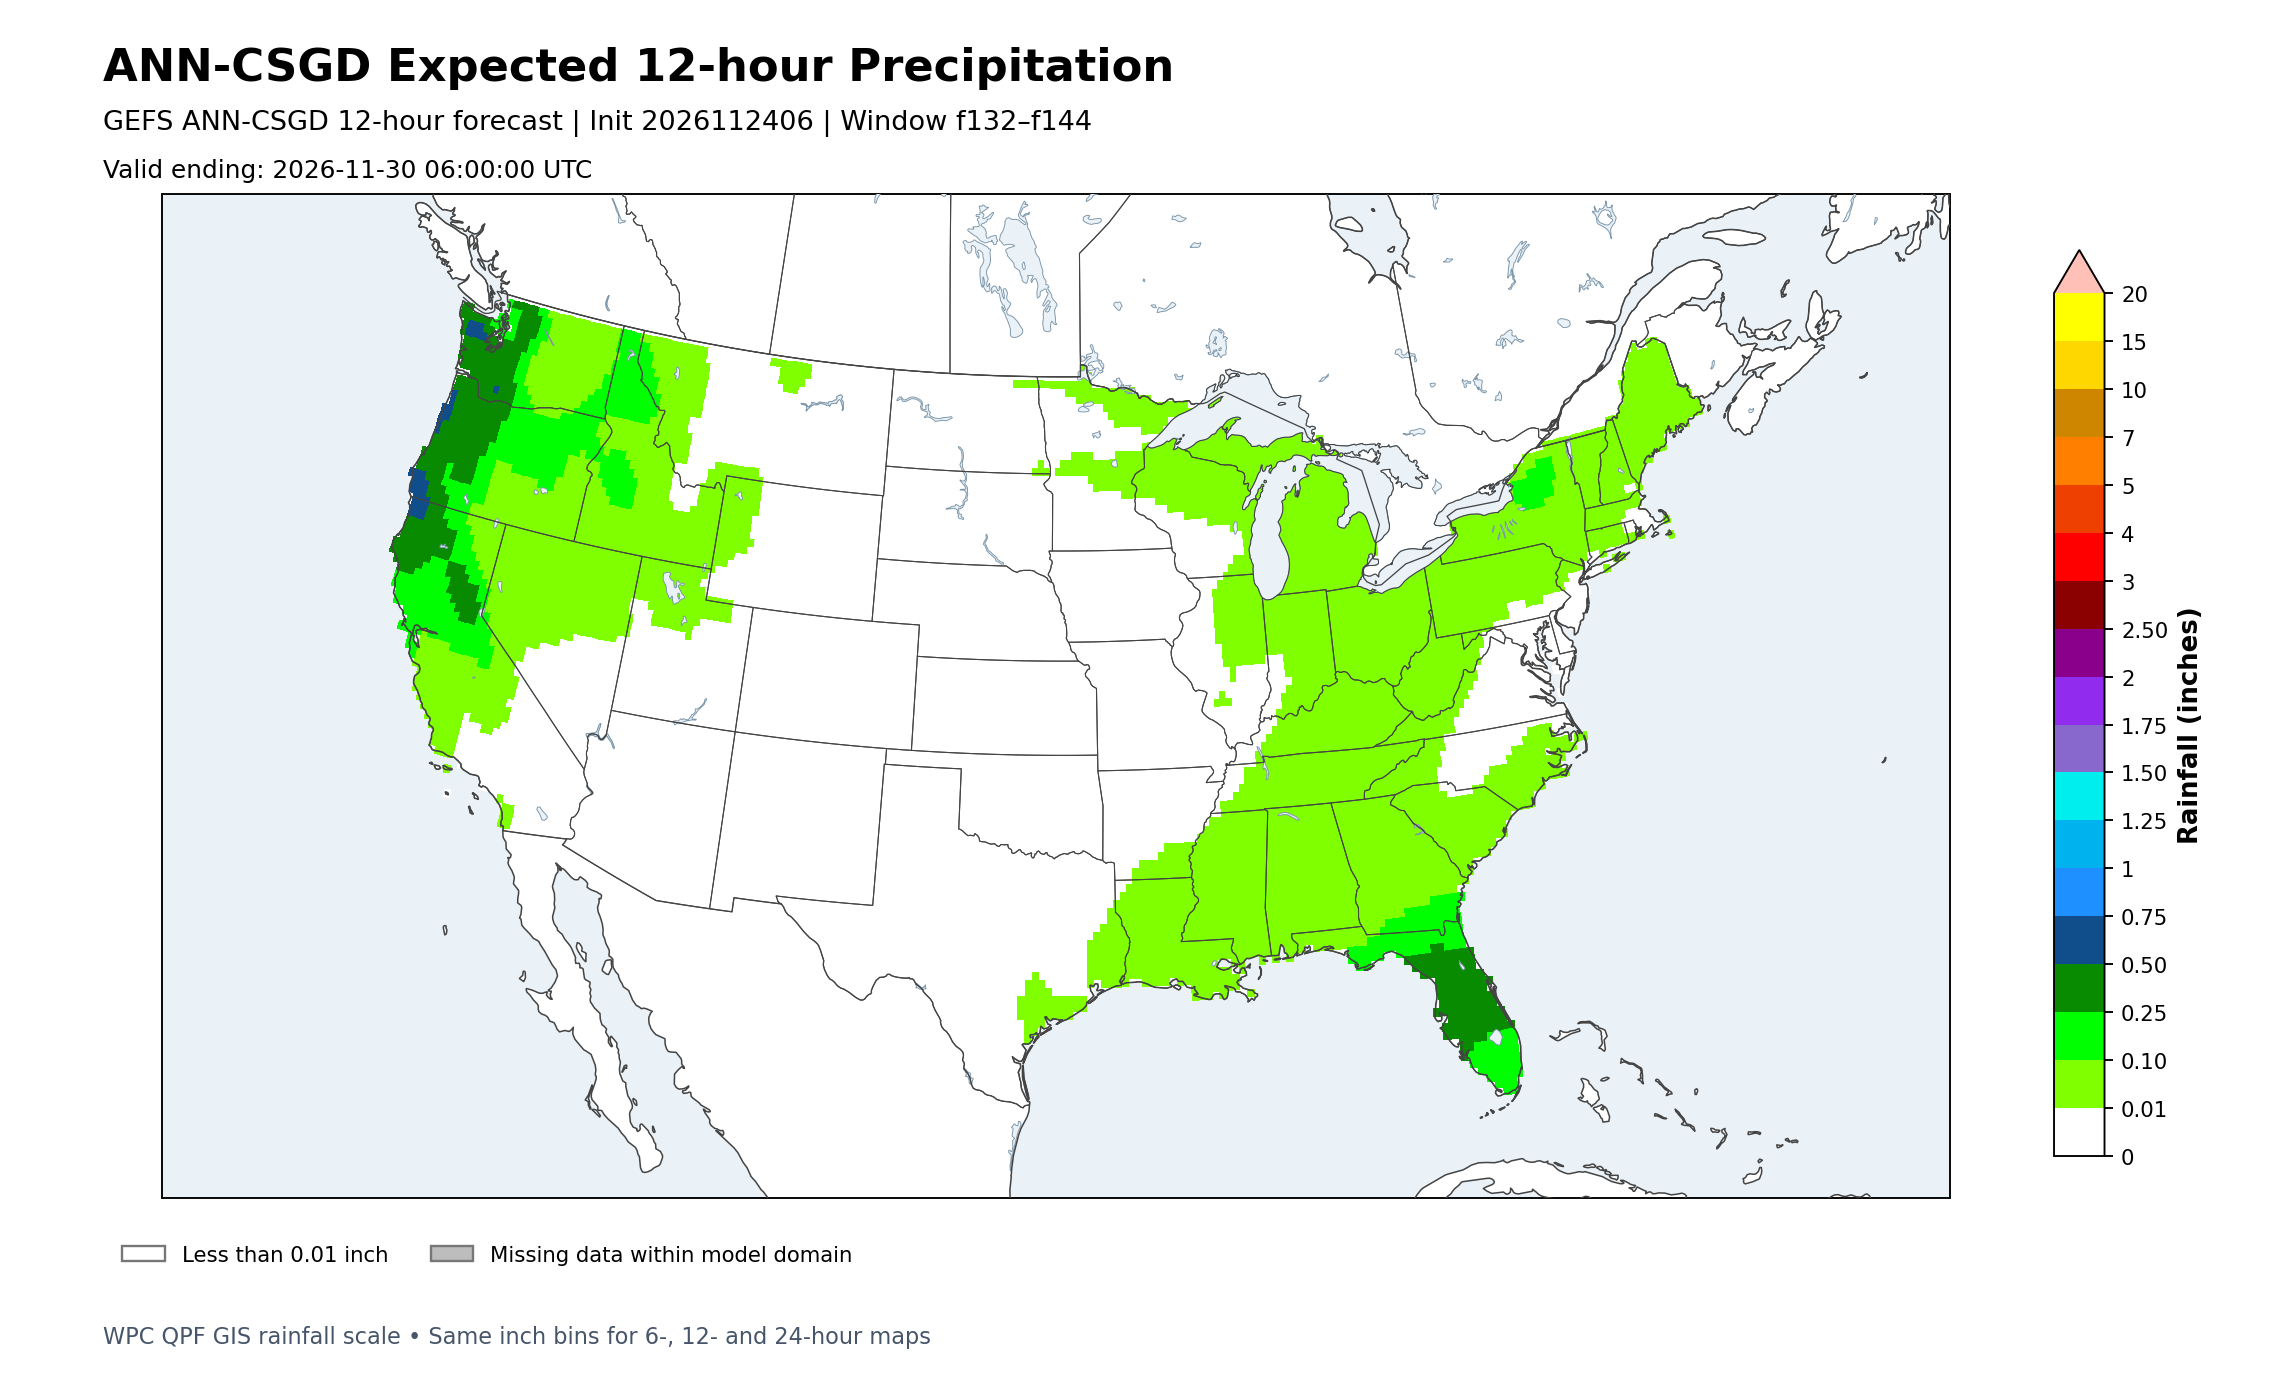 ANN-CSGD Expected 12-hour Precipitation
GEFS ANN-CSGD 12-hour forecast | Init 2026112406 | Window f132–f144
Valid ending: 2026-11-30 06:00:00 UTC
20
15
10
7
5
4
3
2.50
2
1.75
1.50
1.25
1
0.75
0.50
0.25
0.10
0.01
0
Rainfall (inches)
Less than 0.01 inch
Missing data within model domain
WPC QPF GIS rainfall scale • Same inch bins for 6-, 12- and 24-hour maps